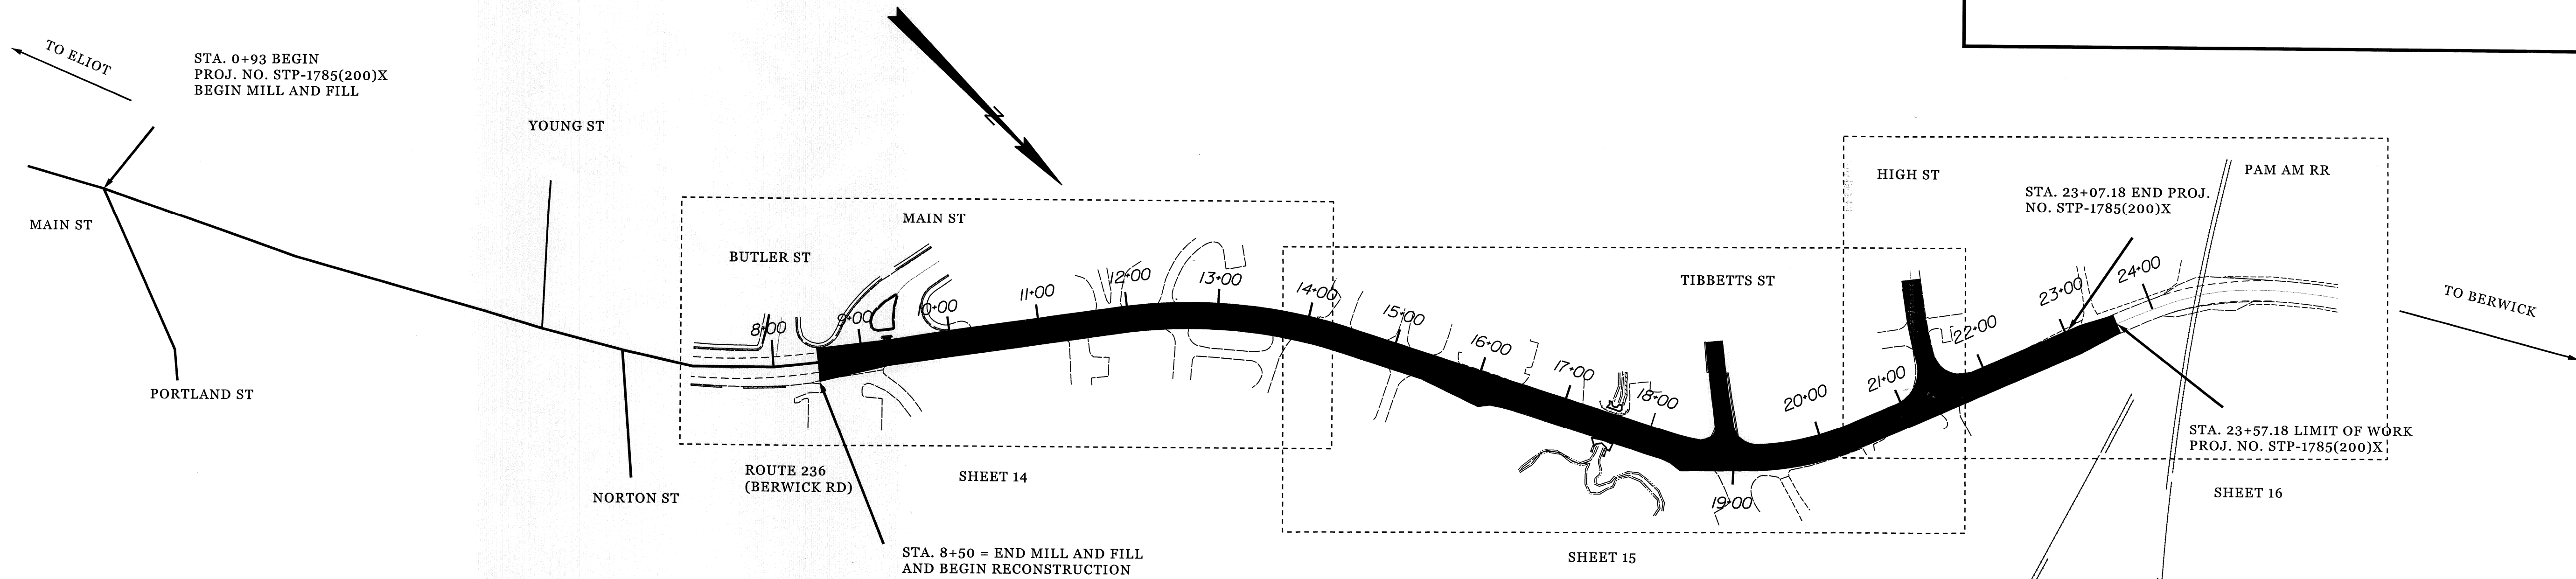 TO ELIOT
STA. 0+93 BEGIN
PROJ. NO. STP-1785(200)X
BEGIN MILL AND FILL
YOUNG ST
MAIN ST
PORTLAND ST
NORTON ST
MAIN ST
BUTLER ST
8+00
9+00
10+00
11+00
12+00
13+00
14+00
ROUTE 236
(BERWICK RD)
SHEET 14
STA. 8+50 = END MILL AND FILL
AND BEGIN RECONSTRUCTION
TIBBETTS ST
15+00
16+00
17+00
18+00
19+00
20+00
21+00
SHEET 15
HIGH ST
PAM AM RR
STA. 23+07.18 END PROJ.
NO. STP-1785(200)X
22+00
23+00
24+00
TO BERWICK
STA. 23+57.18 LIMIT OF WORK
PROJ. NO. STP-1785(200)X
SHEET 16